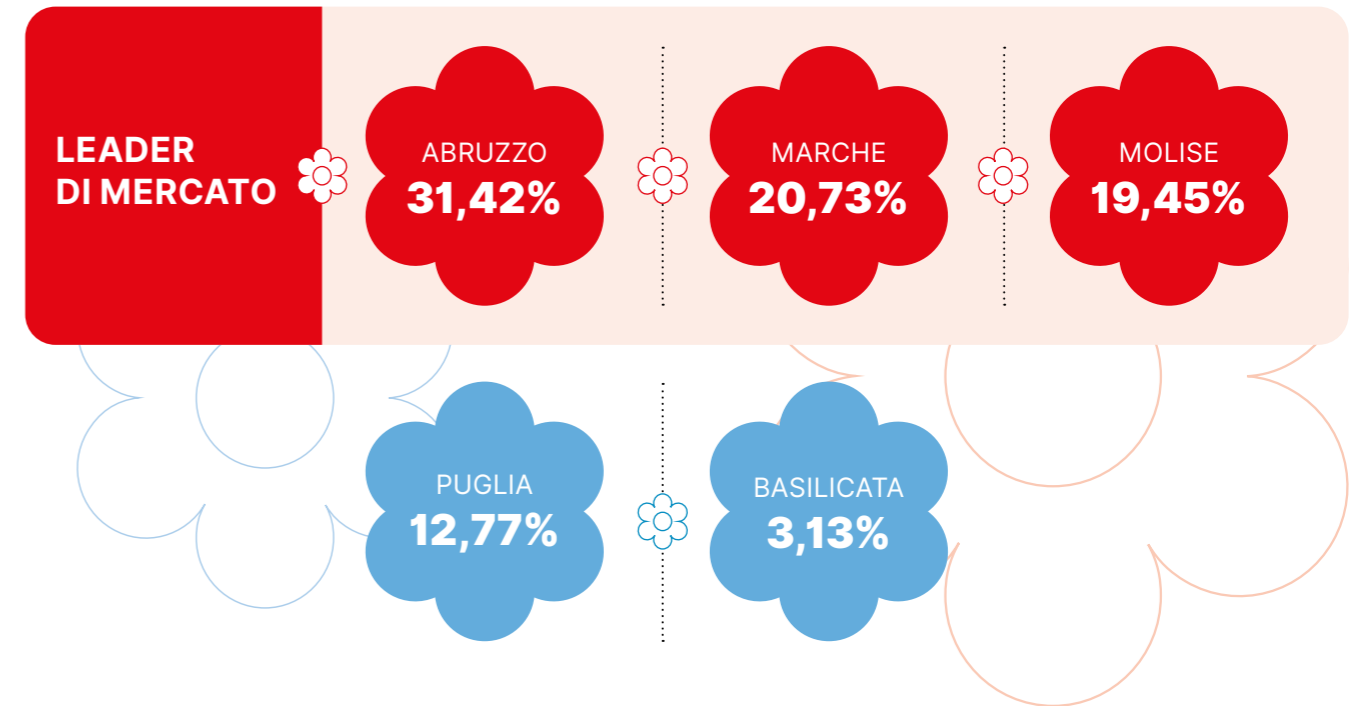 LEADER
DI MERCATO
ABRUZZO
31,42%
MARCHE
20,73%
MOLISE
19,45%
PUGLIA
12,77%
BASILICATA
3,13%